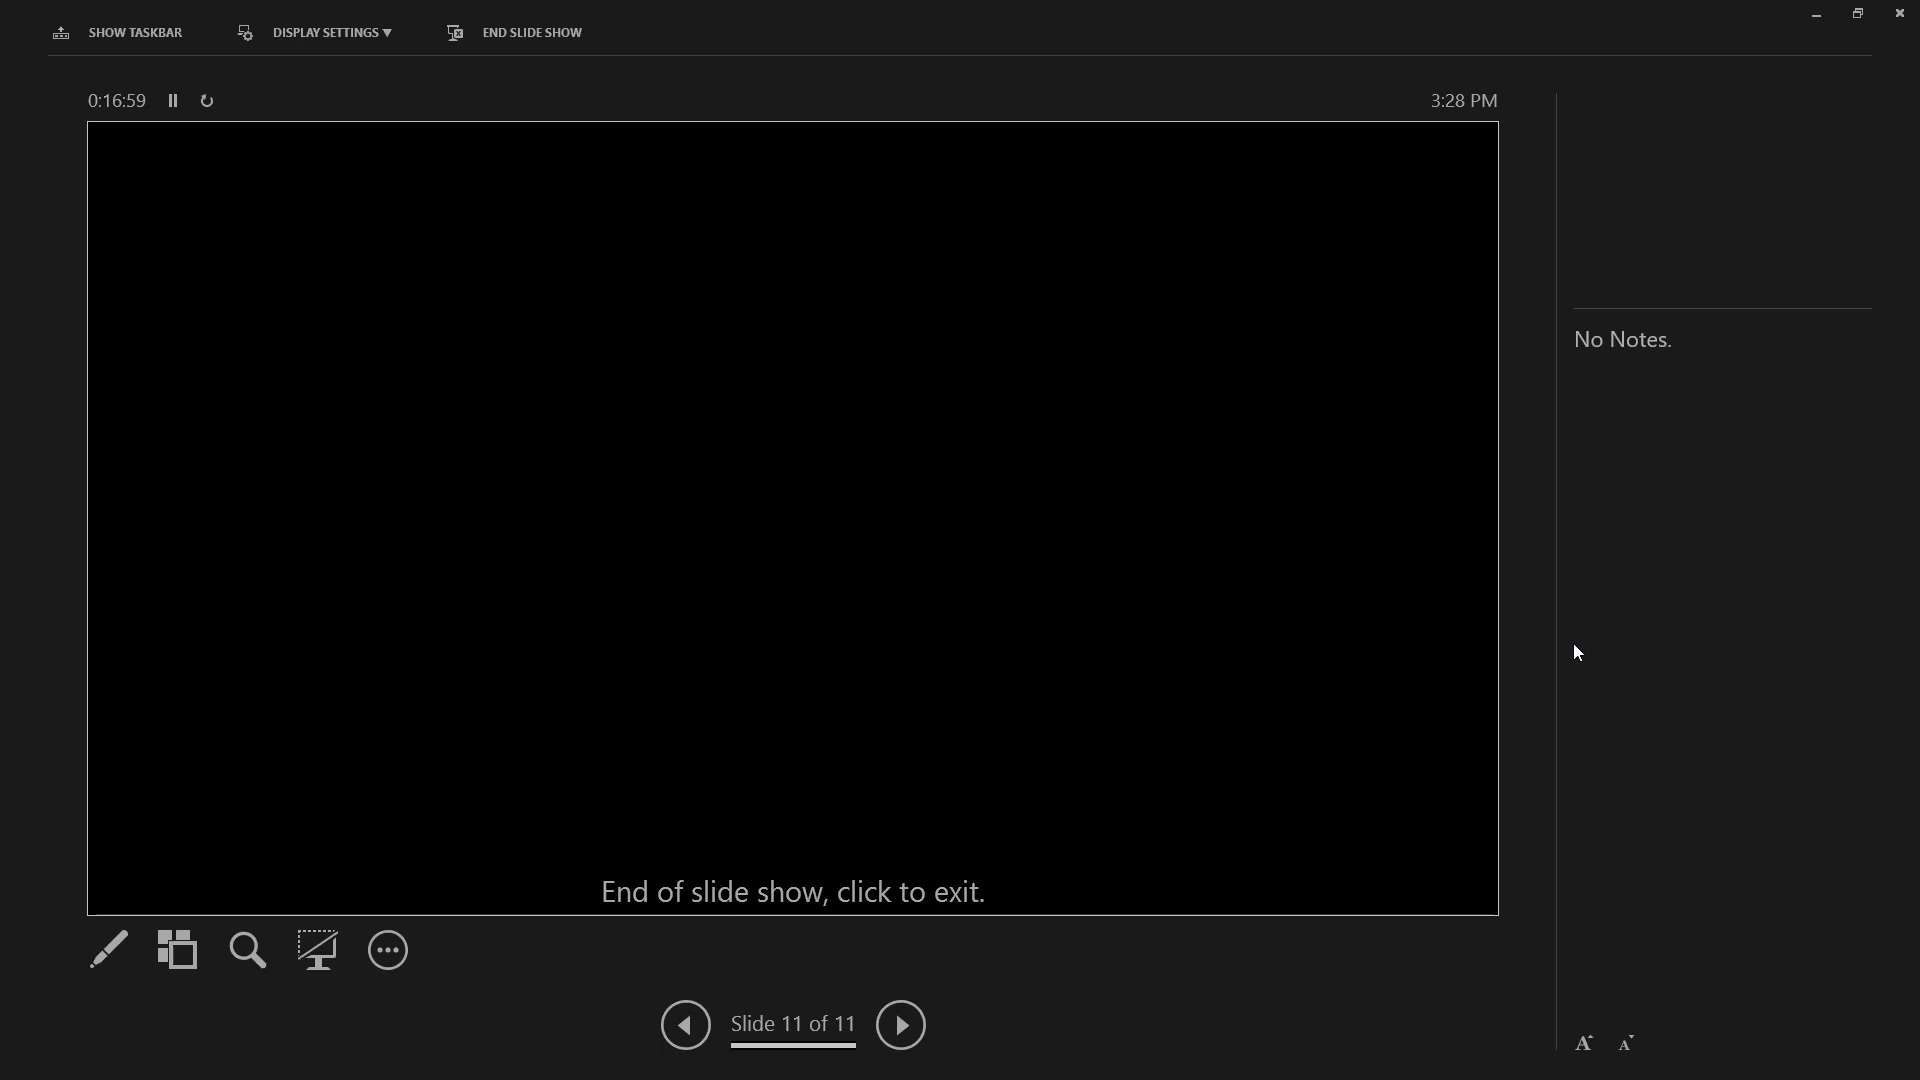 SHOW TASKBAR
DISPLAY SETTINGS ▼
END SLIDE SHOW
0:16:59
3:28 PM
No Notes.
End of slide show, click to exit.
Slide 11 of 11
A A